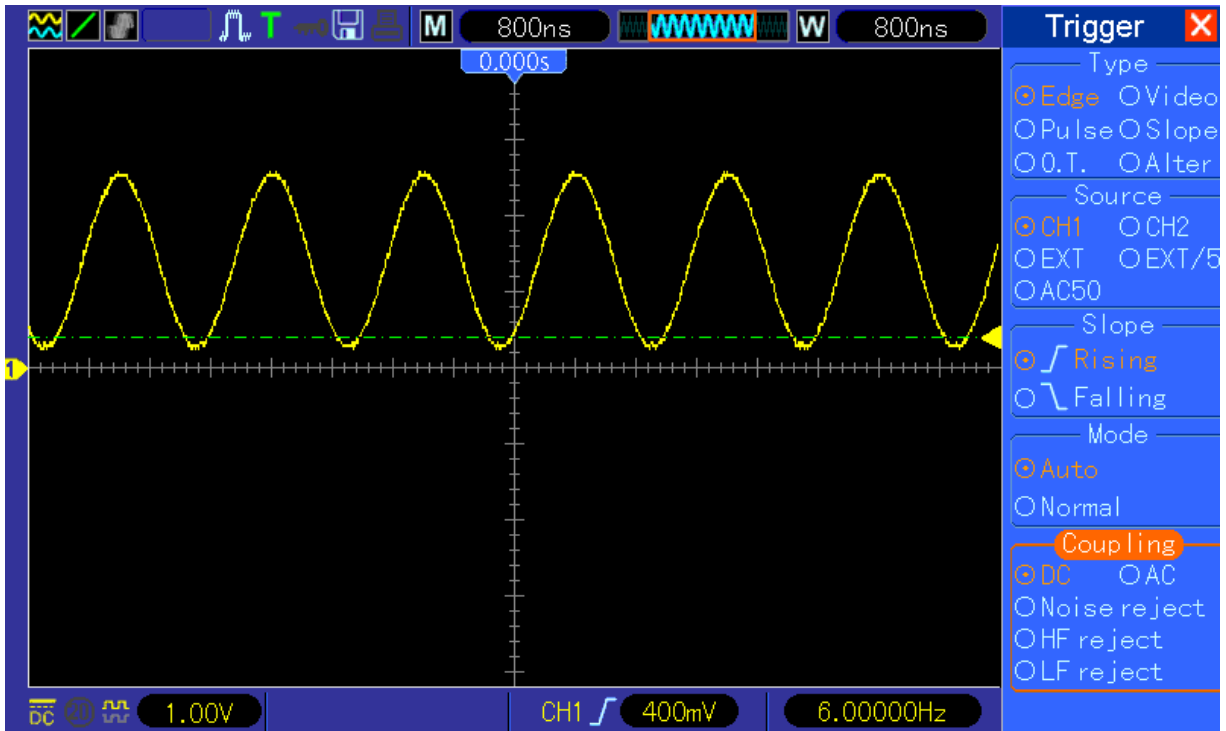 T M 800ns W 800ns
0.000s
1
DC 20 1.00V CH1 400mV 6.00000Hz
Trigger X
Type
Edge Video
Pulse Slope
O.T. Alter
Source
CH1 CH2
EXT EXT/5
AC50
Slope
Rising
Falling
Mode
Auto
Normal
Coupling
DC AC
Noise reject
HF reject
LF reject